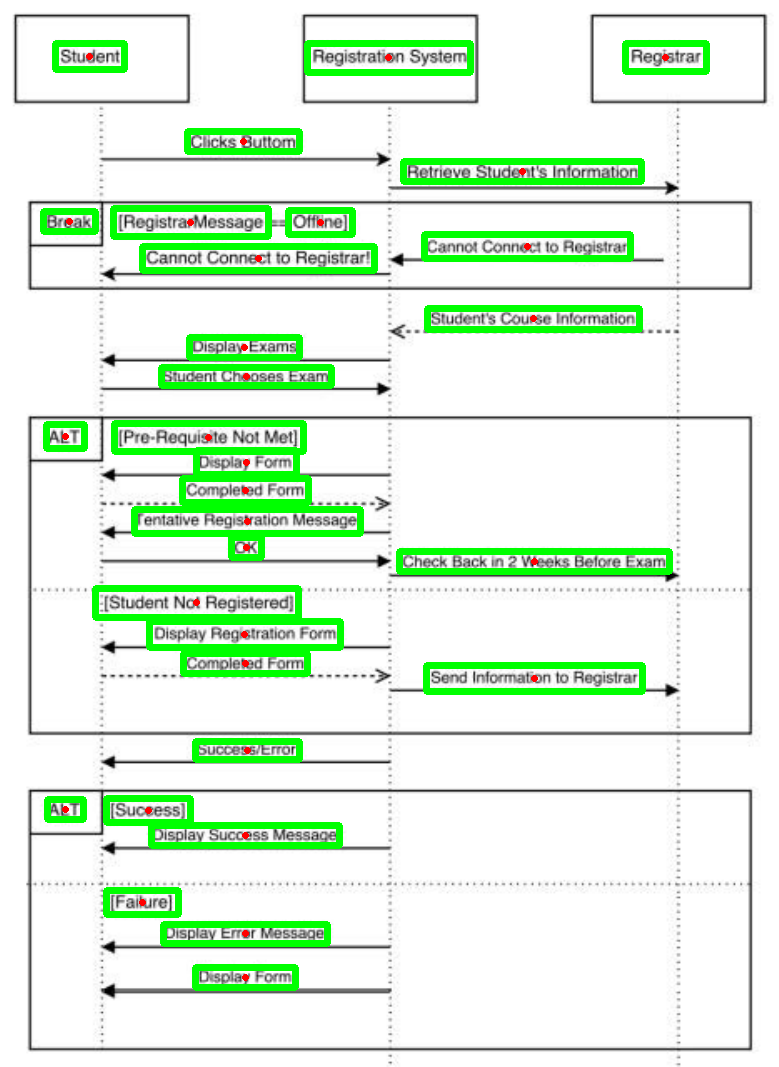 Student
Registration System
Registrar
Clicks Buttom
Retrieve Student's Information
Break
[RegistrarMessage == Offline]
Cannot Connect to Registrar
Cannot Connect to Registrar!
Student's Course Information
Display Exams
Student Chooses Exam
ALT
[Pre-Requisite Not Met]
Display Form
Completed Form
Tentative Registration Message
OK
Check Back in 2 Weeks Before Exam
[Student Not Registered]
Display Registration Form
Completed Form
Send Information to Registrar
Success/Error
ALT
[Success]
Display Success Message
[Failure]
Display Error Message
Display Form